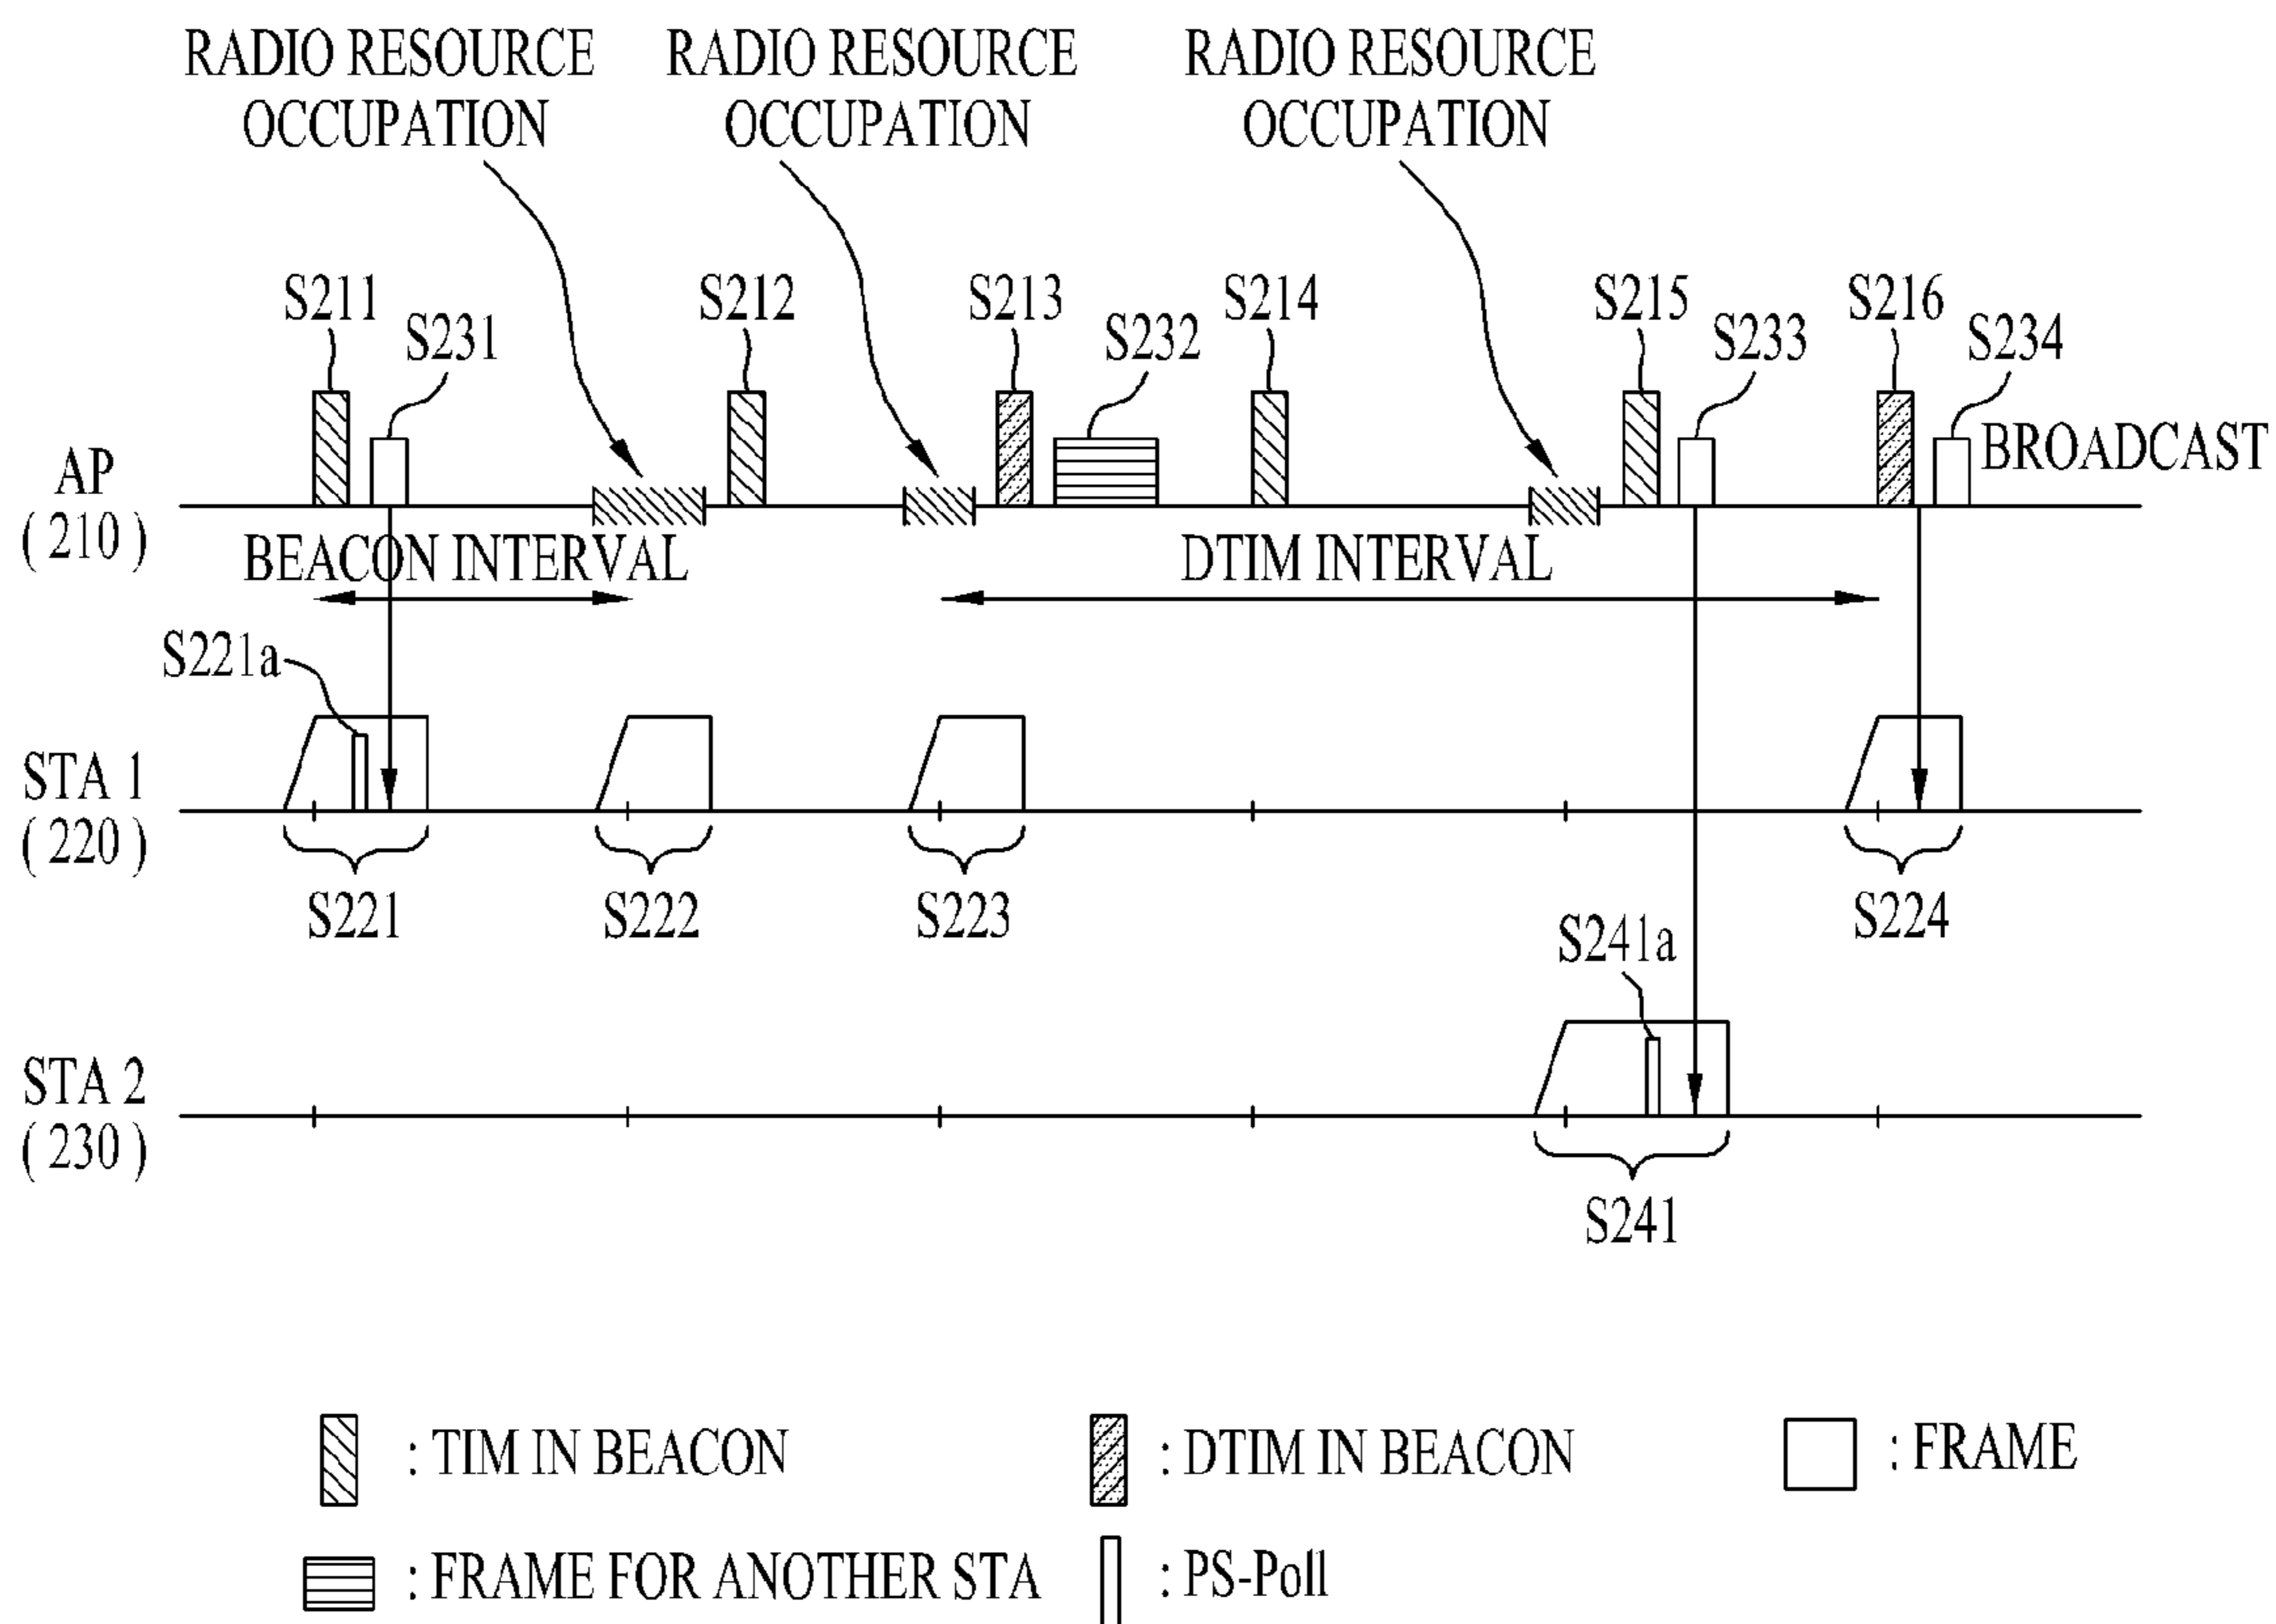 RADIO RESOURCE
OCCUPATION
RADIO RESOURCE
OCCUPATION
RADIO RESOURCE
OCCUPATION
S211
S231
S212
S213
S232
S214
S215
S233
S216
S234
BROADCAST
AP
( 210 )
BEACON INTERVAL
DTIM INTERVAL
S221a
STA 1
( 220 )
S221
S222
S223
S224
S241a
STA 2
( 230 )
S241
: TIM IN BEACON
: DTIM IN BEACON
: FRAME
: FRAME FOR ANOTHER STA
: PS-Poll